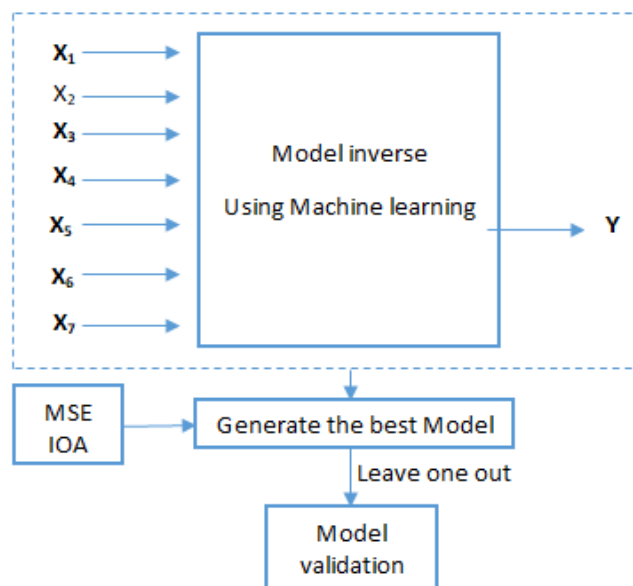 X₁
X₂
X₃
X₄
X₅
X₆
X₇
Model inverse
Using Machine learning
Y
MSE
IOA
Generate the best Model
Leave one out
Model
validation